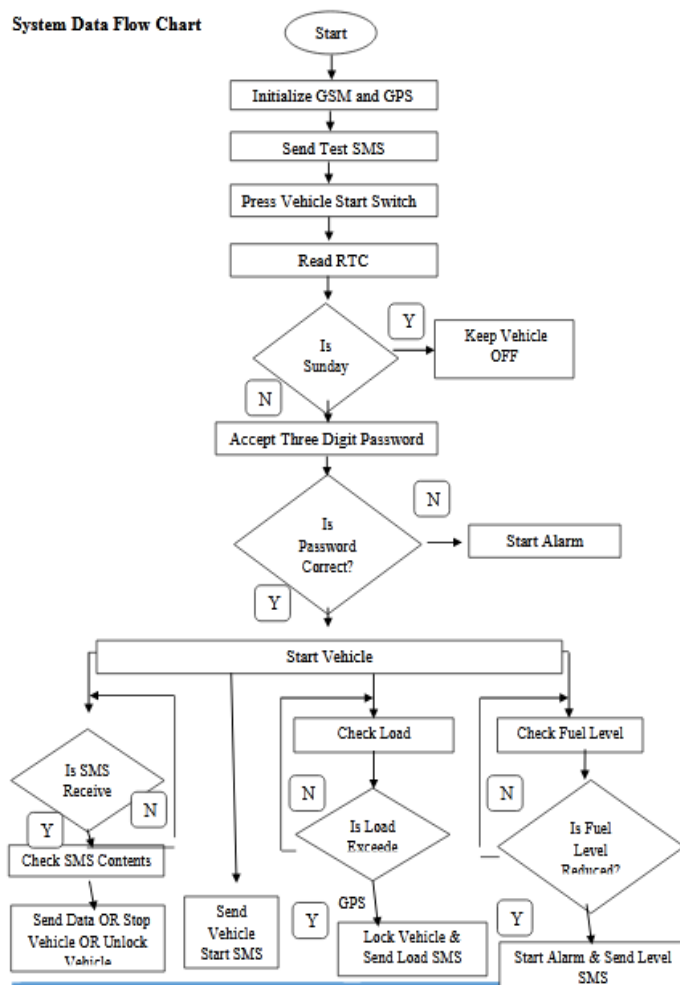 System Data Flow Chart
Start
Initialize GSM and GPS
Send Test SMS
Press Vehicle Start Switch
Read RTC
Y
Is
Sunday
Keep Vehicle
OFF
N
Accept Three Digit Password
N
Is
Password
Correct?
Start Alarm
Y
Start Vehicle
Check Load
Check Fuel Level
Is SMS
Receive
N
N
N
Y
Is Load
Exceede
Is Fuel
Level
Reduced?
Check SMS Contents
Send Data OR Stop
Vehicle OR Unlock
Vehicle
Send
Vehicle
Start SMS
GPS
Y
Lock Vehicle &
Send Load SMS
Y
Start Alarm & Send Level
SMS